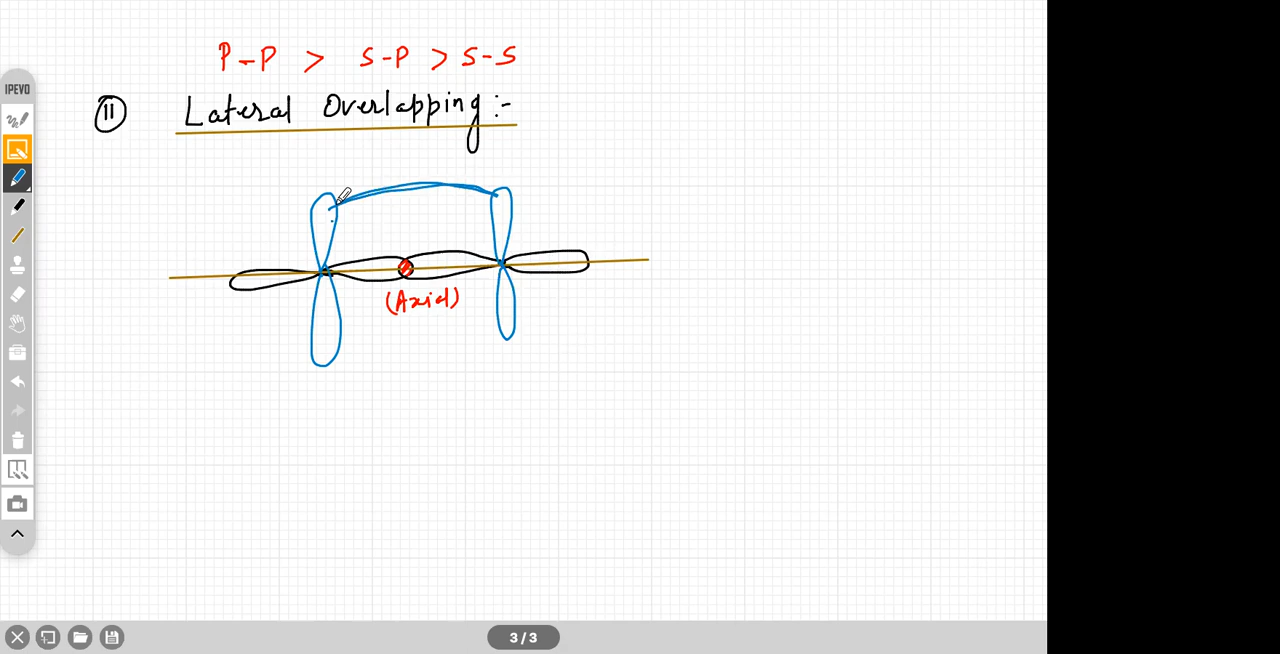 P-P > S-P > S-S
IPEVO
II Lateral Overlapping :-
(Axial)
3/3